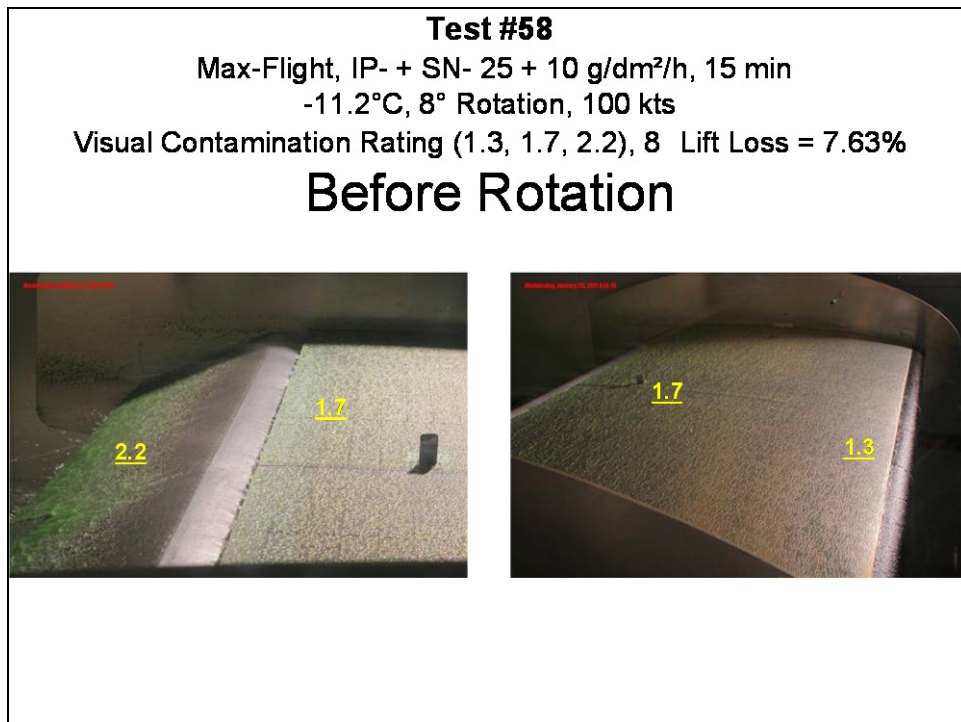 Test #58
Max-Flight, IP- + SN- 25 + 10 g/dm²/h, 15 min
-11.2°C, 8° Rotation, 100 kts
Visual Contamination Rating (1.3, 1.7, 2.2), 8 Lift Loss = 7.63%
Before Rotation
1.7
2.2
1.7
1.3